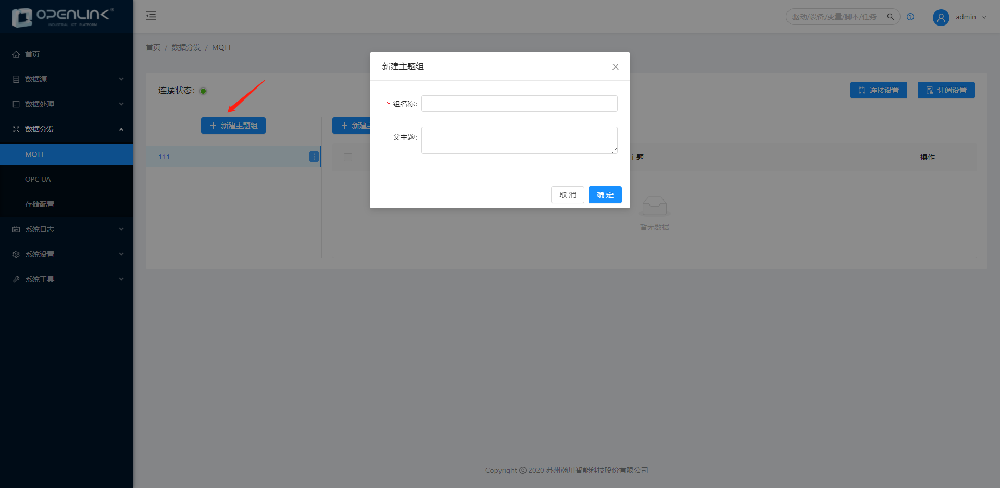 OPENLINK®
INDUSTRIAL IOT PLATFORM
驱动/设备/变量/脚本/任务
admin
首页
数据源
数据处理
数据分发
MQTT
OPC UA
存储配置
系统日志
系统设置
系统工具
首页 / 数据分发 / MQTT
连接状态：
连接设置
订阅设置
+ 新建主题组
+ 新建
111
主题
操作
暂无数据
新建主题组
* 组名称：
父主题：
取 消
确 定
Copyright © 2020 苏州瀚川智能科技股份有限公司